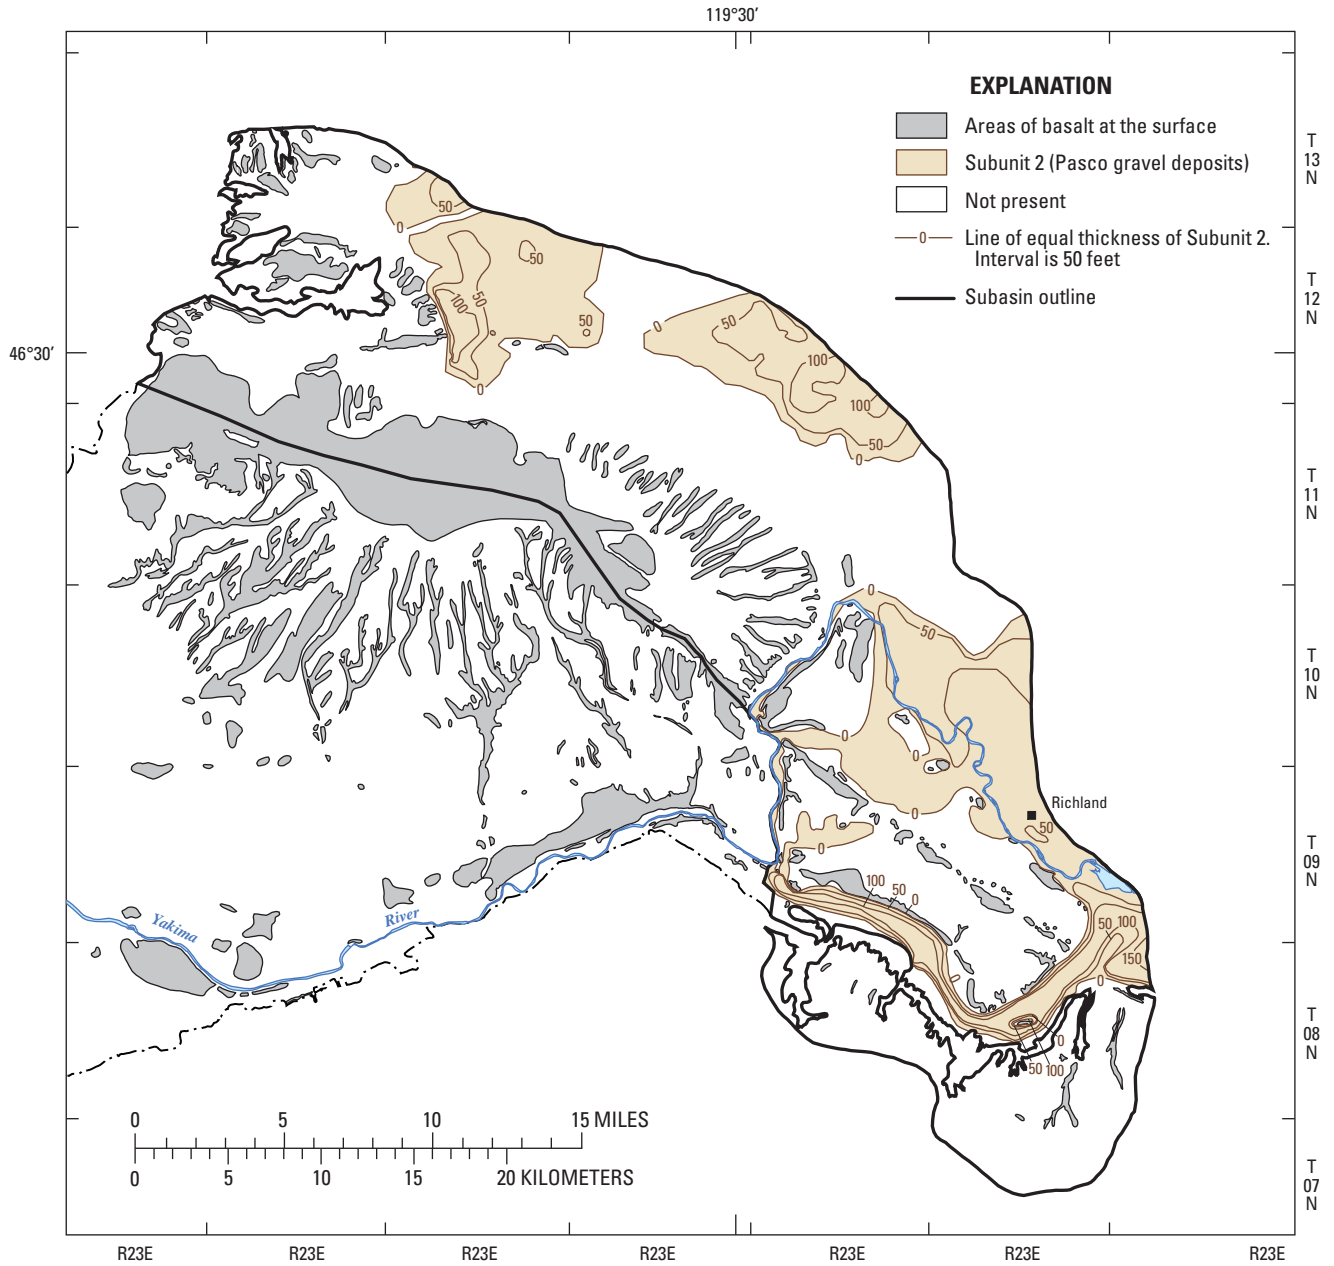 119°30′
EXPLANATION
Areas of basalt at the surface
Subunit 2 (Pasco gravel deposits)
Not present
0
Line of equal thickness of Subunit 2.
Interval is 50 feet
Subasin outline
T
13
N
T
12
N
46°30′
T
11
N
T
10
N
T
09
N
T
08
N
T
07
N
50
0
50
50
100
50
0
0
50
100
100
50
0
0
50
0
0
0
Richland
50
0
100
50
0
50
100
150
0
0
0
50
100
Yakima
River
0
5
10
15 MILES
0
5
10
15
20 KILOMETERS
R23E
R23E
R23E
R23E
R23E
R23E
R23E